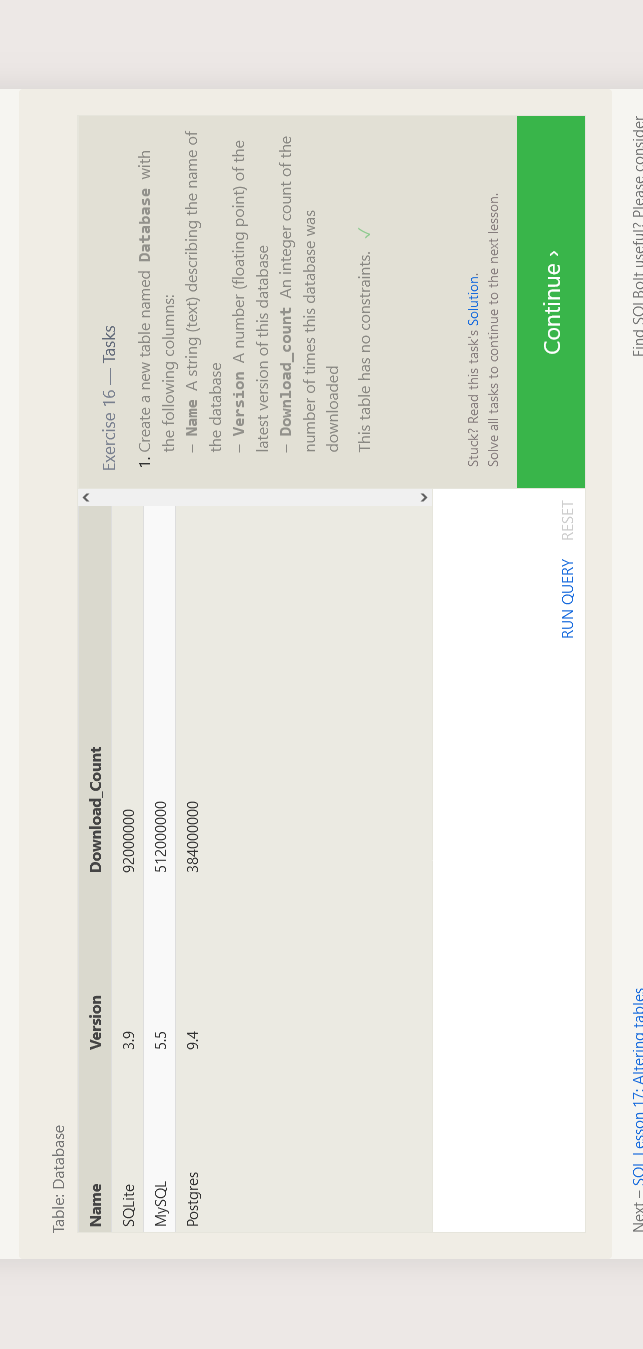 Table: Database
Name Version Download_Count
SQLite 3.9 92000000
MySQL 5.5 512000000
Postgres 9.4 384000000
Exercise 16 — Tasks
1. Create a new table named Database with
the following columns:
– Name A string (text) describing the name of
the database
– Version A number (floating point) of the
latest version of this database
– Download_count An integer count of the
number of times this database was
downloaded
This table has no constraints. ✓
Stuck? Read this task's Solution.
Solve all tasks to continue to the next lesson.
RUN QUERY RESET
Continue ›
Next – SQL Lesson 17: Altering tables
Find SQLBolt useful? Please consider